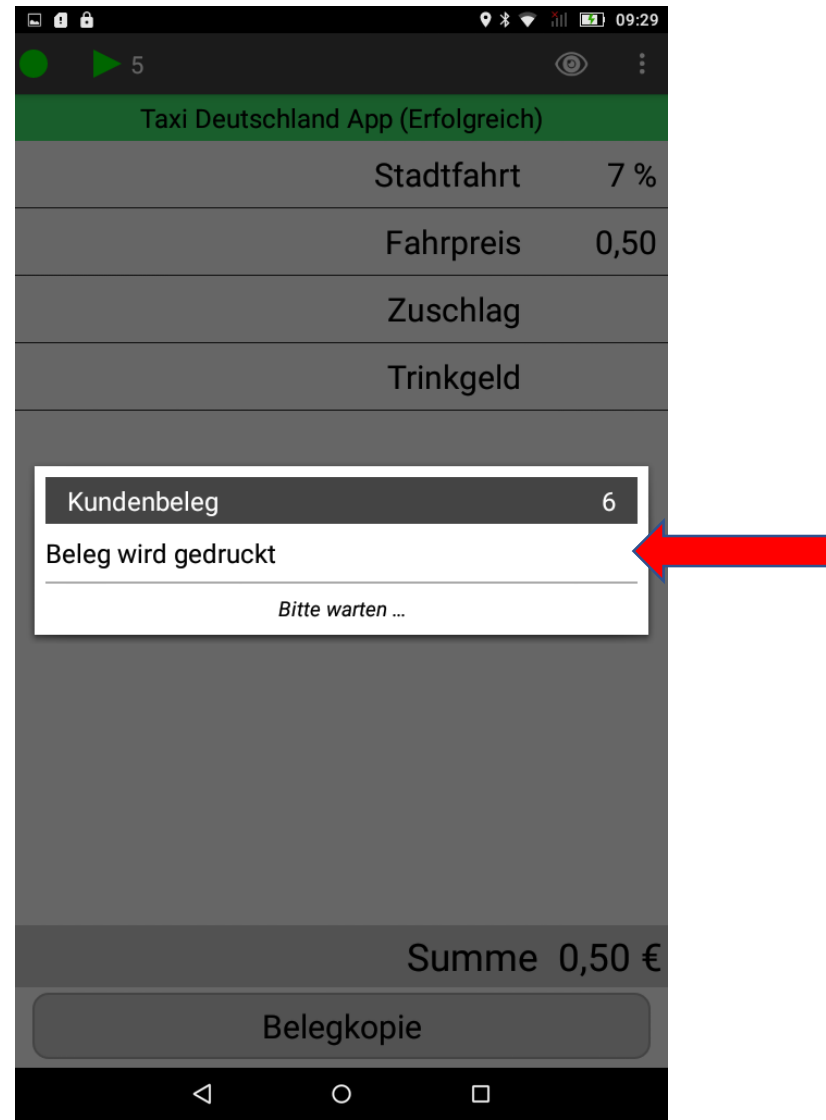 09:29
5
Taxi Deutschland App (Erfolgreich)
Stadtfahrt 7 %
Fahrpreis 0,50
Zuschlag
Trinkgeld
Kundenbeleg 6
Beleg wird gedruckt
Bitte warten ...
Summe 0,50 €
Belegkopie